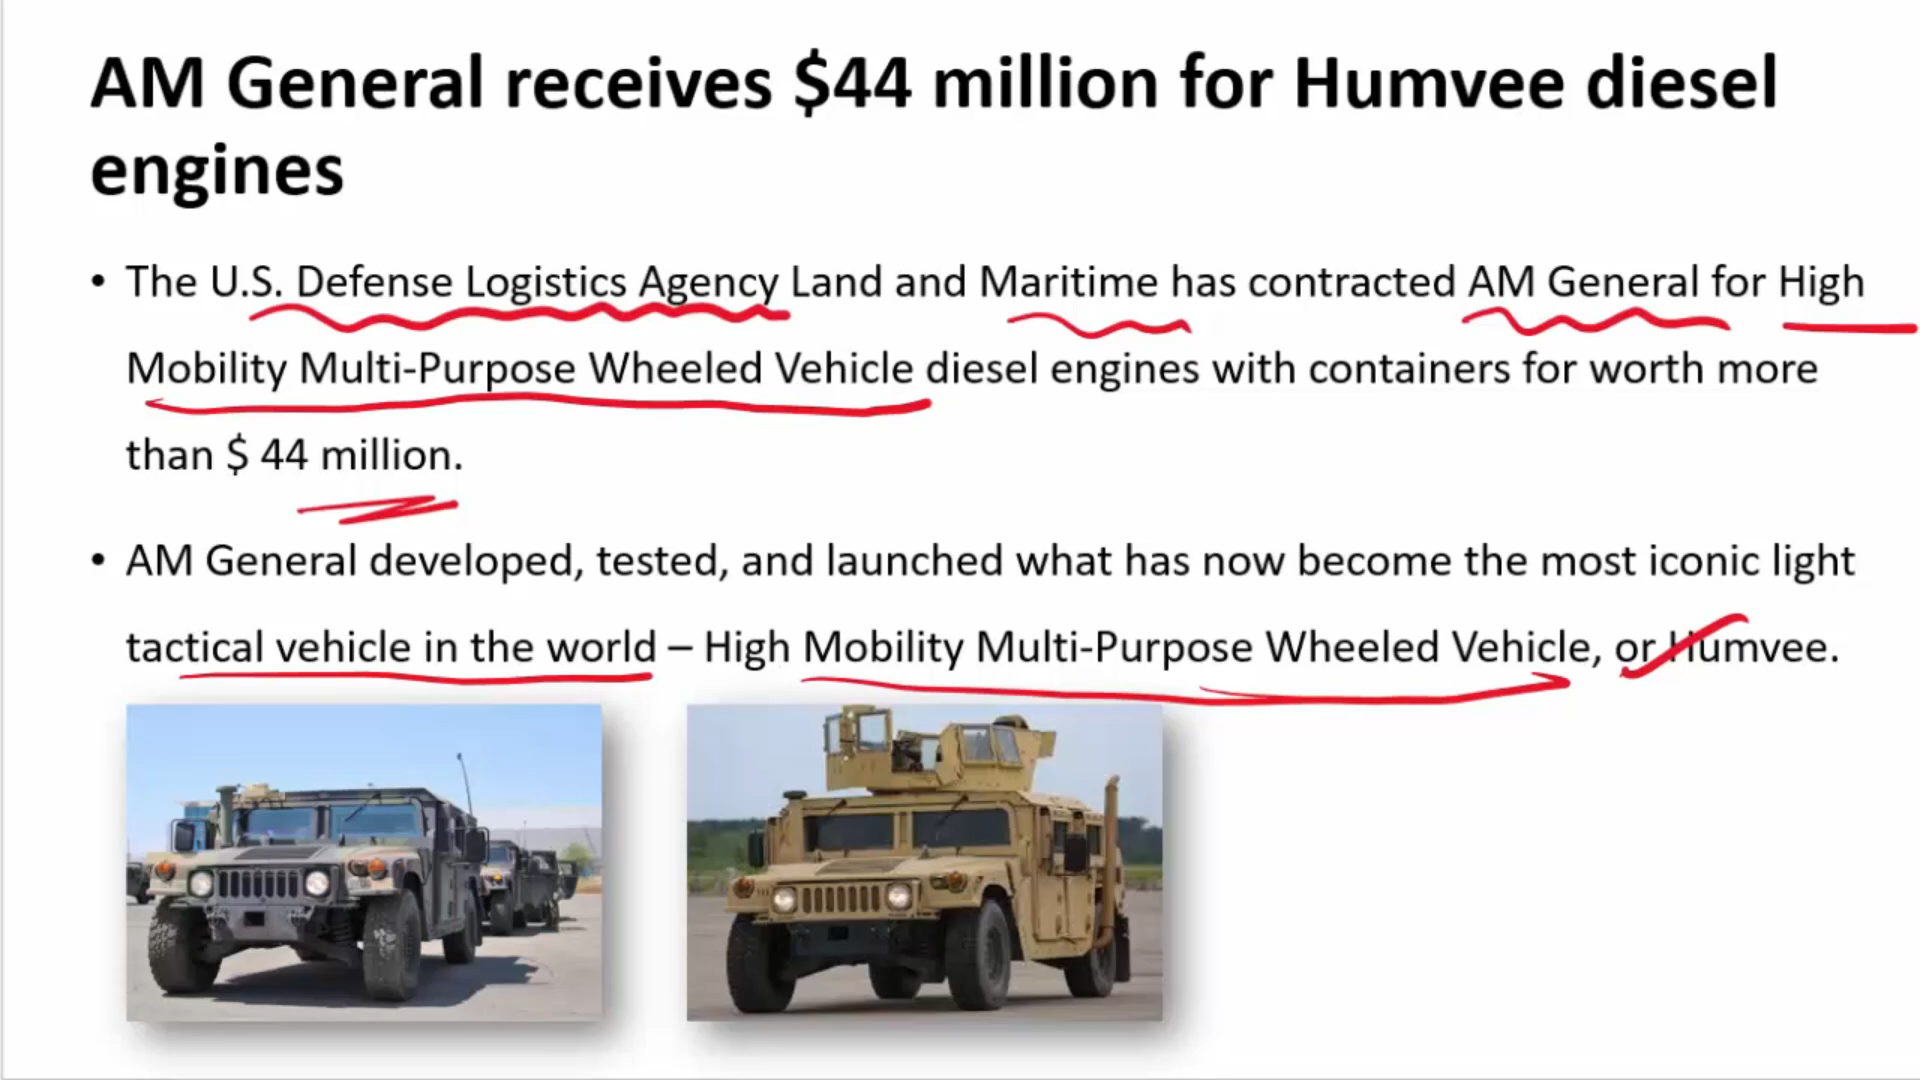 AM General receives $44 million for Humvee diesel
engines
• The U.S. Defense Logistics Agency Land and Maritime has contracted AM General for High
Mobility Multi-Purpose Wheeled Vehicle diesel engines with containers for worth more
than $ 44 million.
• AM General developed, tested, and launched what has now become the most iconic light
tactical vehicle in the world – High Mobility Multi-Purpose Wheeled Vehicle, or Humvee.